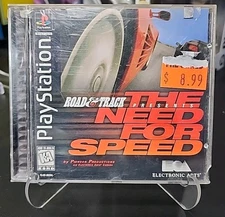 PlayStation
$ 8.99
ROAD & TRACK PRESENTS
THE
NEED
FOR
SPEED
ELECTRONIC ARTS